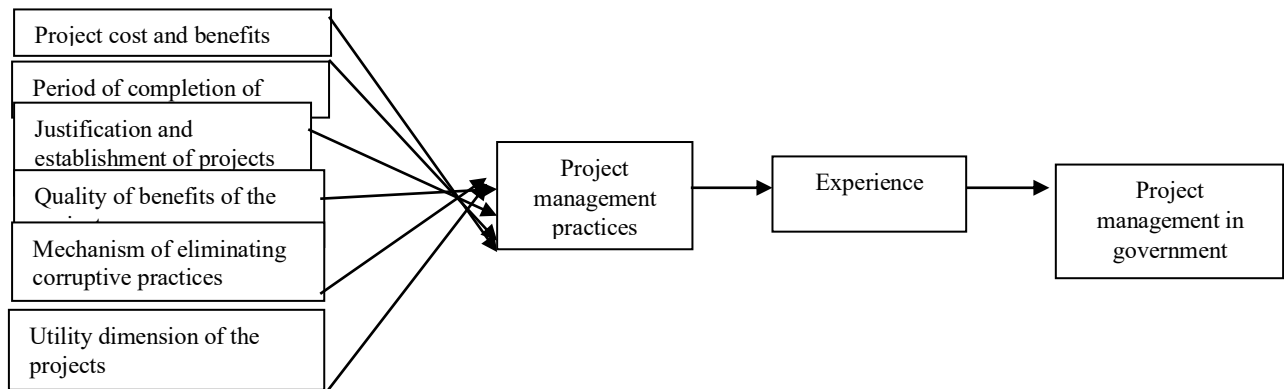 Project cost and benefits
Period of completion of
Justification and
establishment of projects
Quality of benefits of the
Mechanism of eliminating
corruptive practices
Utility dimension of the
projects
Project
management
practices
Experience
Project
management in
government